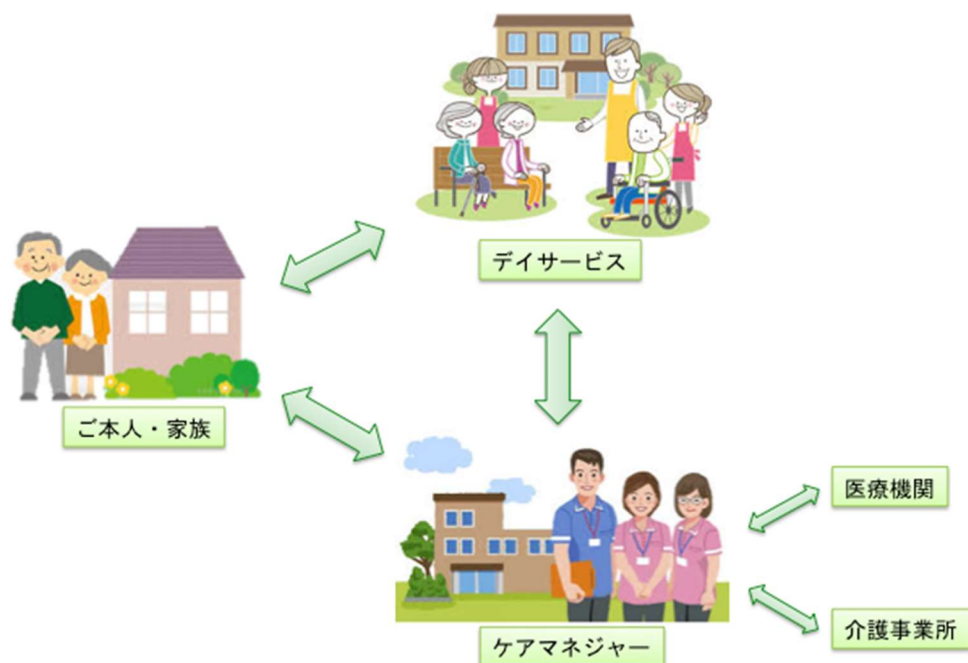 デイサービス
ご本人・家族
医療機関
介護事業所
ケアマネジャー